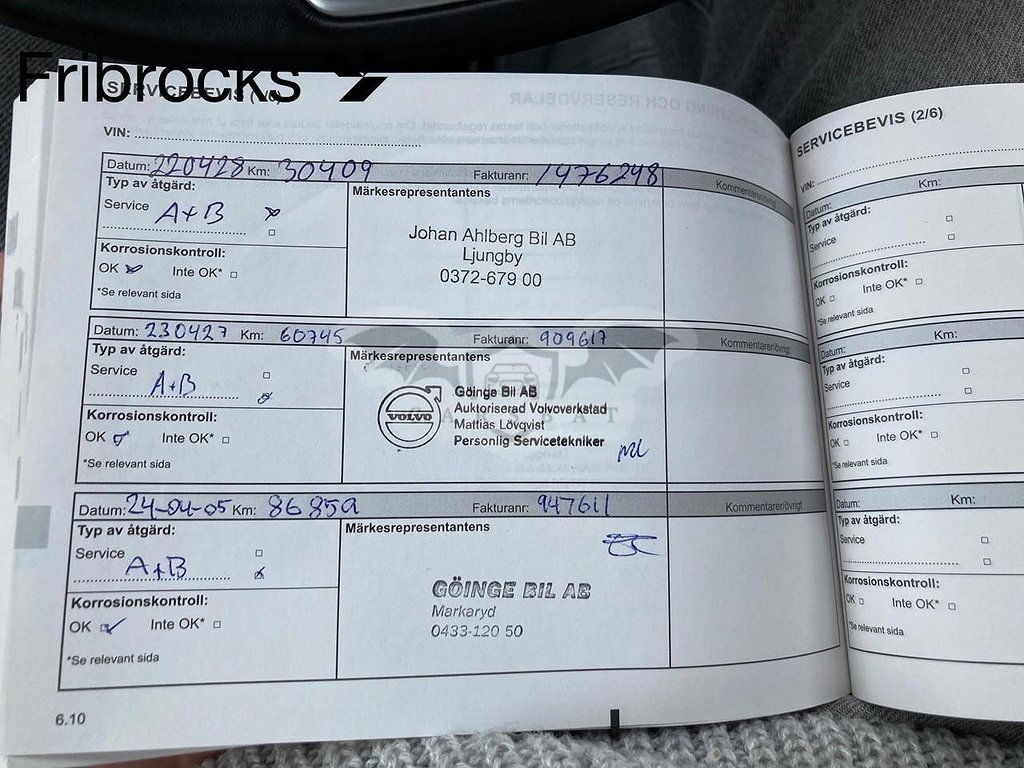 Fribrocks
SERVICEBEVIS
VIN:
Datum: 220428 Km: 30409 Fakturanr: 1476248 Kommentarer/övrigt
Typ av åtgärd:
Service A+B
Märkesrepresentantens
Johan Ahlberg Bil AB
Ljungby
0372-679 00
Korrosionskontroll:
OK Inte OK*
*Se relevant sida
Datum: 230427 Km: 60745 Fakturanr: 909617 Kommentarer/övrigt
Typ av åtgärd:
Service
A+B
Märkesrepresentantens
VOLVO
Göinge Bil AB
Auktoriserad Volvoverkstad
Mattias Lövqvist
Personlig Servicetekniker
ML
Korrosionskontroll:
OK Inte OK*
*Se relevant sida
CARSBAT
Datum: 24-04-05 Km: 86859 Fakturanr: 947611 Kommentarer/övrigt
Typ av åtgärd:
Service
A+B
Märkesrepresentantens
GÖINGE BIL AB
Markaryd
0433-120 50
Korrosionskontroll:
OK Inte OK*
*Se relevant sida
6.10
SERVICEBEVIS (2/6)
VIN:
Datum: Km:
Typ av åtgärd:
Service
Korrosionskontroll:
OK Inte OK*
*Se relevant sida
Datum: Km:
Typ av åtgärd:
Service
Korrosionskontroll:
OK Inte OK*
*Se relevant sida
Datum: Km:
Typ av åtgärd:
Service
Korrosionskontroll:
OK Inte OK*
*Se relevant sida